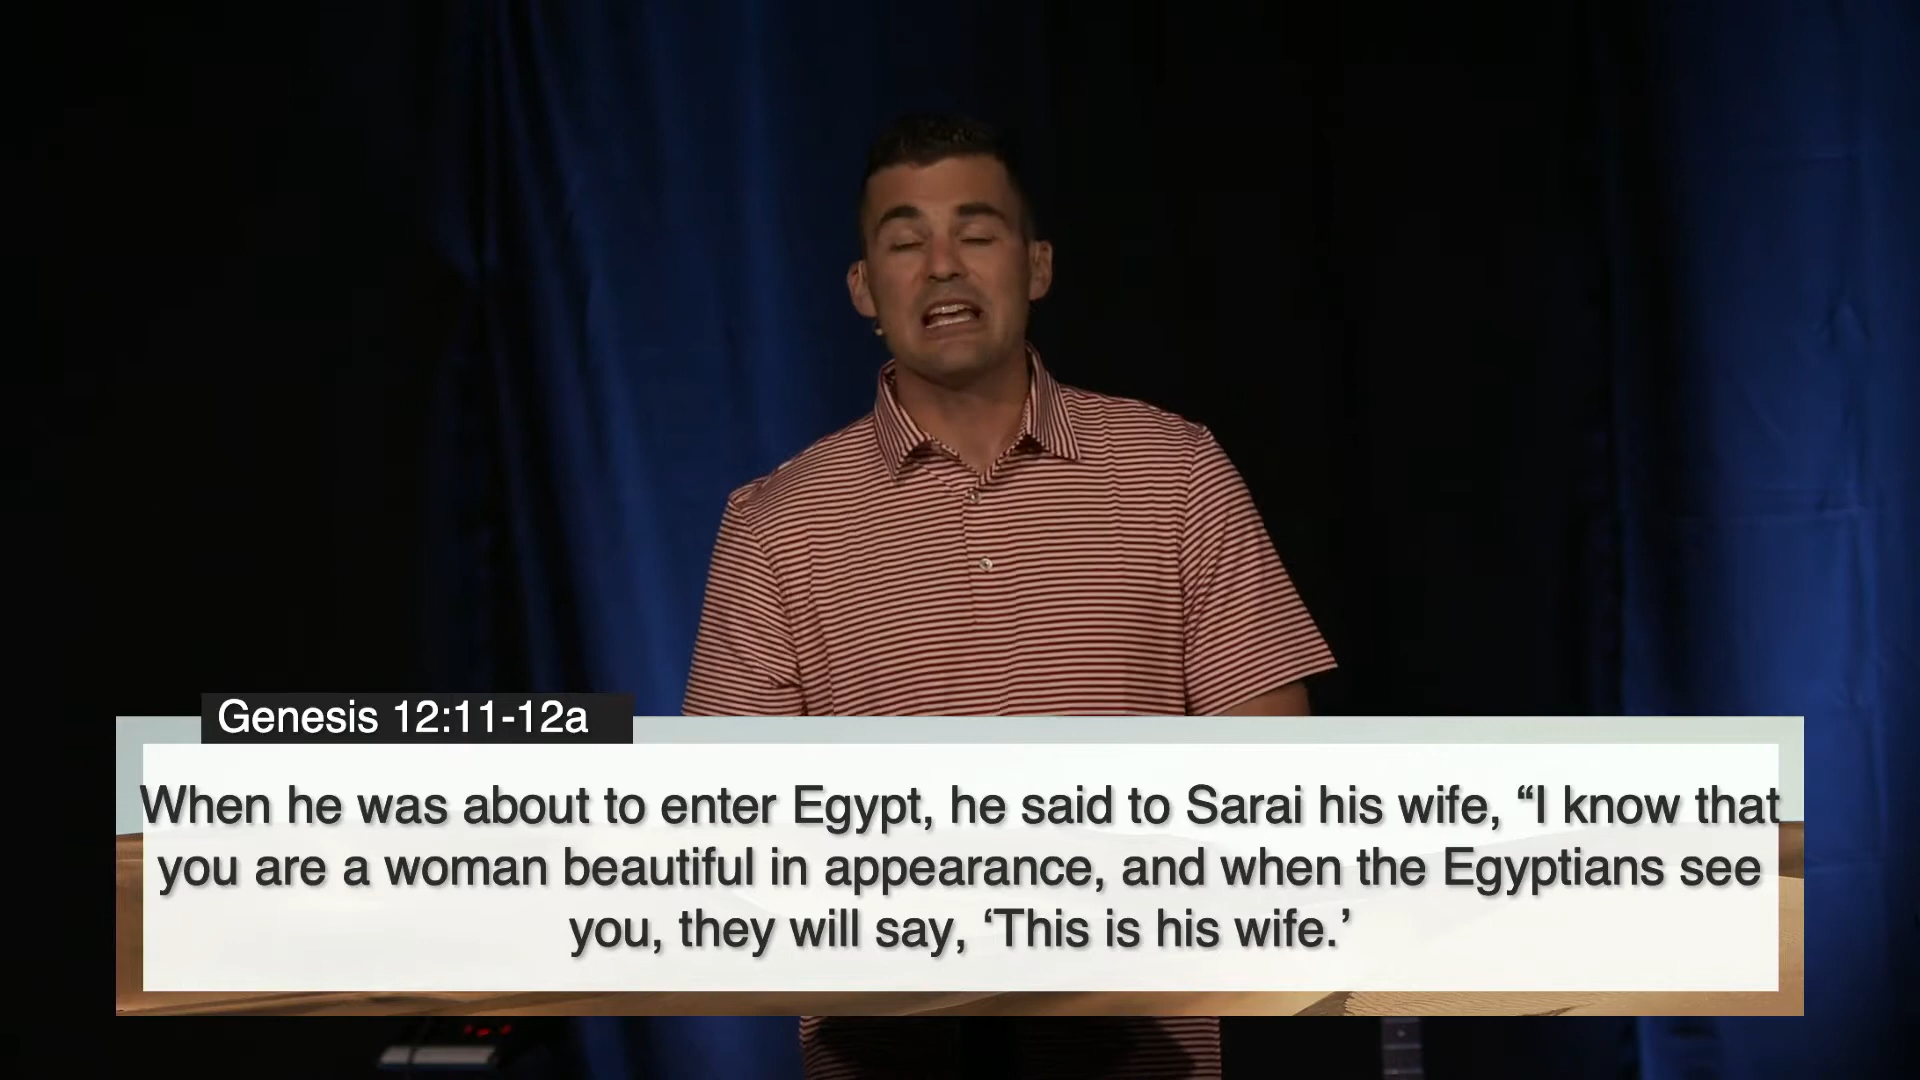 Genesis 12:11-12a
When he was about to enter Egypt, he said to Sarai his wife, “I know that
you are a woman beautiful in appearance, and when the Egyptians see
you, they will say, ‘This is his wife.’